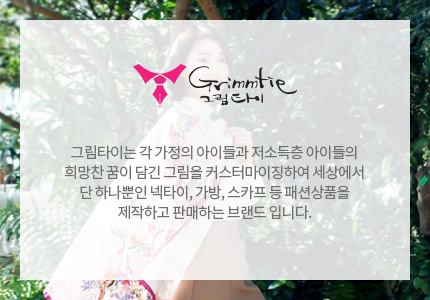 Grimmtie
그림타이
그림타이는 각 가정의 아이들과 저소득층 아이들의
희망찬 꿈이 담긴 그림을 커스터마이징하여 세상에서
단 하나뿐인 넥타이, 가방, 스카프 등 패션상품을
제작하고 판매하는 브랜드 입니다.